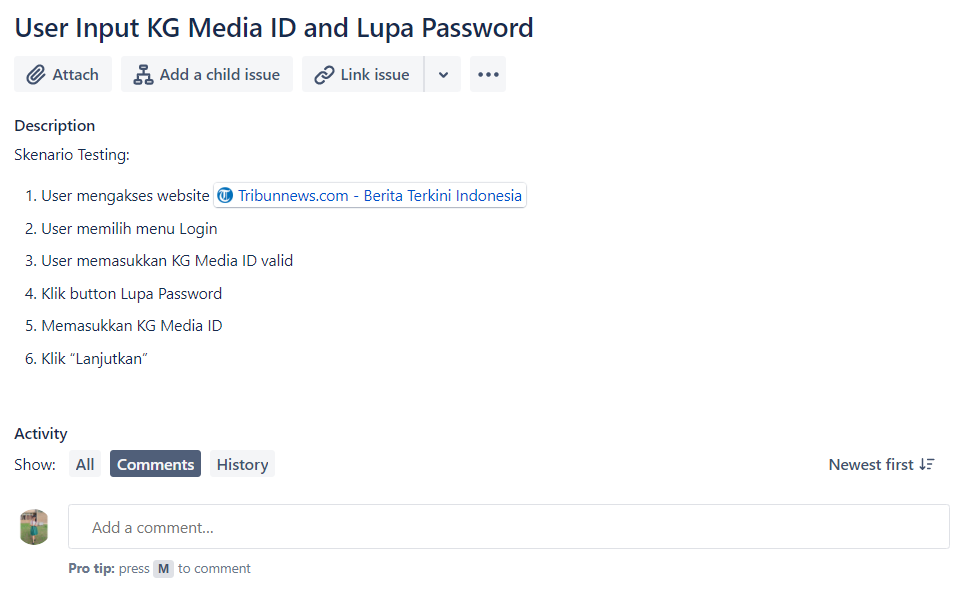 User Input KG Media ID and Lupa Password
Attach Add a child issue Link issue
Description
Skenario Testing:
1. User mengakses website Tribunnews.com - Berita Terkini Indonesia
2. User memilih menu Login
3. User memasukkan KG Media ID valid
4. Klik button Lupa Password
5. Memasukkan KG Media ID
6. Klik “Lanjutkan”
Activity
Show: All Comments History Newest first
Add a comment...
Pro tip: press M to comment